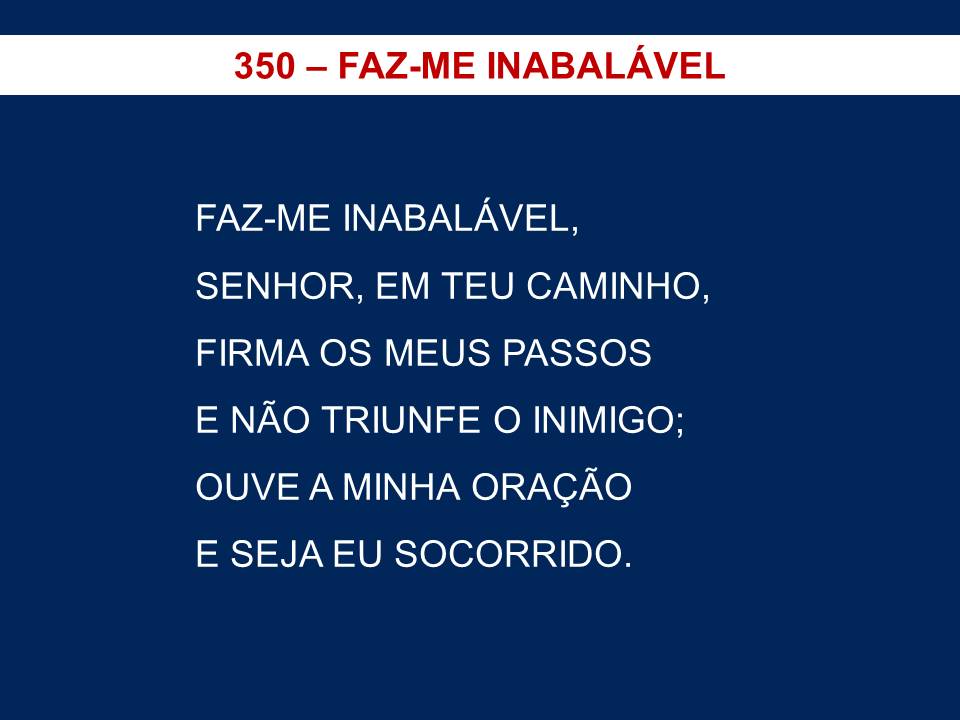 350 – FAZ-ME INABALÁVEL
FAZ-ME INABALÁVEL,
SENHOR, EM TEU CAMINHO,
FIRMA OS MEUS PASSOS
E NÃO TRIUNFE O INIMIGO;
OUVE A MINHA ORAÇÃO
E SEJA EU SOCORRIDO.